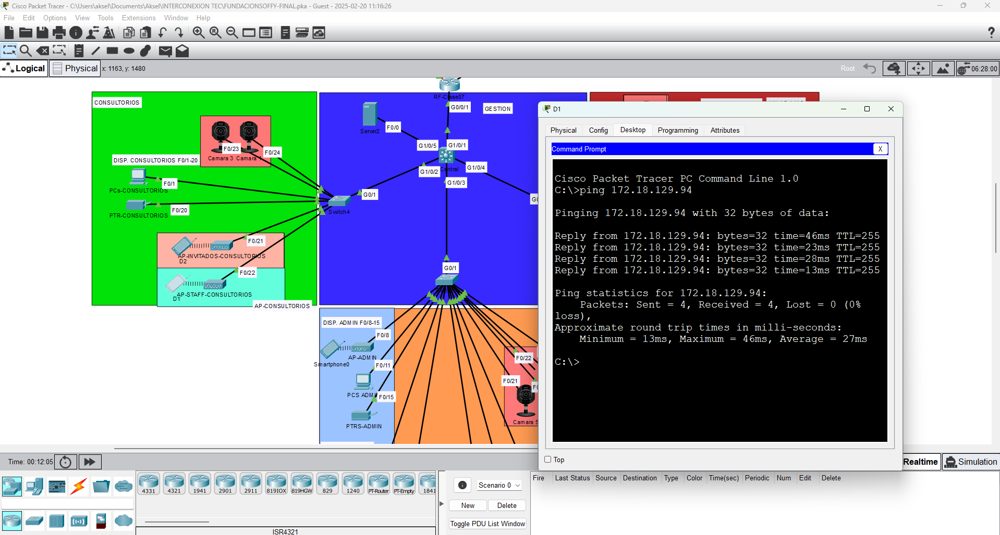 Cisco Packet Tracer - C:\Users\aksel\Documents\Aksel\INTERCONEXION TEC\FUNDACIONSOFFY-FINAL.pka - Guest - 2025-02-20 11:16:26
File Edit Options View Tools Extensions Window Help
?
Logical Physical x: 1163, y: 1480 Root 06:28:00
RF-Clase07
CONSULTORIOS
G0/0/1
GESTION
Server2
F0/0
G1/0/5
G1/0/1
F0/23
F0/24
Camara 3
DISP. CONSULTORIOS F0/1-20
G1/0/2
G1/0/4
G1/0/3
F0/1
PCs-CONSULTORIOS
G0/1
F0/20
PTR-CONSULTORIOS
Switch4
F0/21
AP-INVITADOS-CONSULTORIOS
D2
G0/1
F0/22
AP-STAFF-CONSULTORIOS
D1
AP-CONSULTORIOS
DISP. ADMIN F0/8-15
F0/8
AP-ADMIN
Smartphone0
F0/11
F0/22
F0/21
F0/15
PTRS-ADMIN
Camara 5
D1
Physical Config Desktop Programming Attributes
Command Prompt X
Cisco Packet Tracer PC Command Line 1.0
C:\>ping 172.18.129.94
Pinging 172.18.129.94 with 32 bytes of data:
Reply from 172.18.129.94: bytes=32 time=46ms TTL=255
Reply from 172.18.129.94: bytes=32 time=23ms TTL=255
Reply from 172.18.129.94: bytes=32 time=28ms TTL=255
Reply from 172.18.129.94: bytes=32 time=13ms TTL=255
Ping statistics for 172.18.129.94:
Packets: Sent = 4, Received = 4, Lost = 0 (0%
loss),
Approximate round trip times in milli-seconds:
Minimum = 13ms, Maximum = 46ms, Average = 27ms
C:\>
Top
Time: 00:12:05 Realtime Simulation
4331 4321 1941 2901 2911 819IOX 819HGW 829 1240 PT-Router PT-Empty 1841
ISR4321
Scenario 0
New Delete
Toggle PDU List Window
Fire Last Status Source Destination Type Color Time(sec) Periodic Num Edit Delete